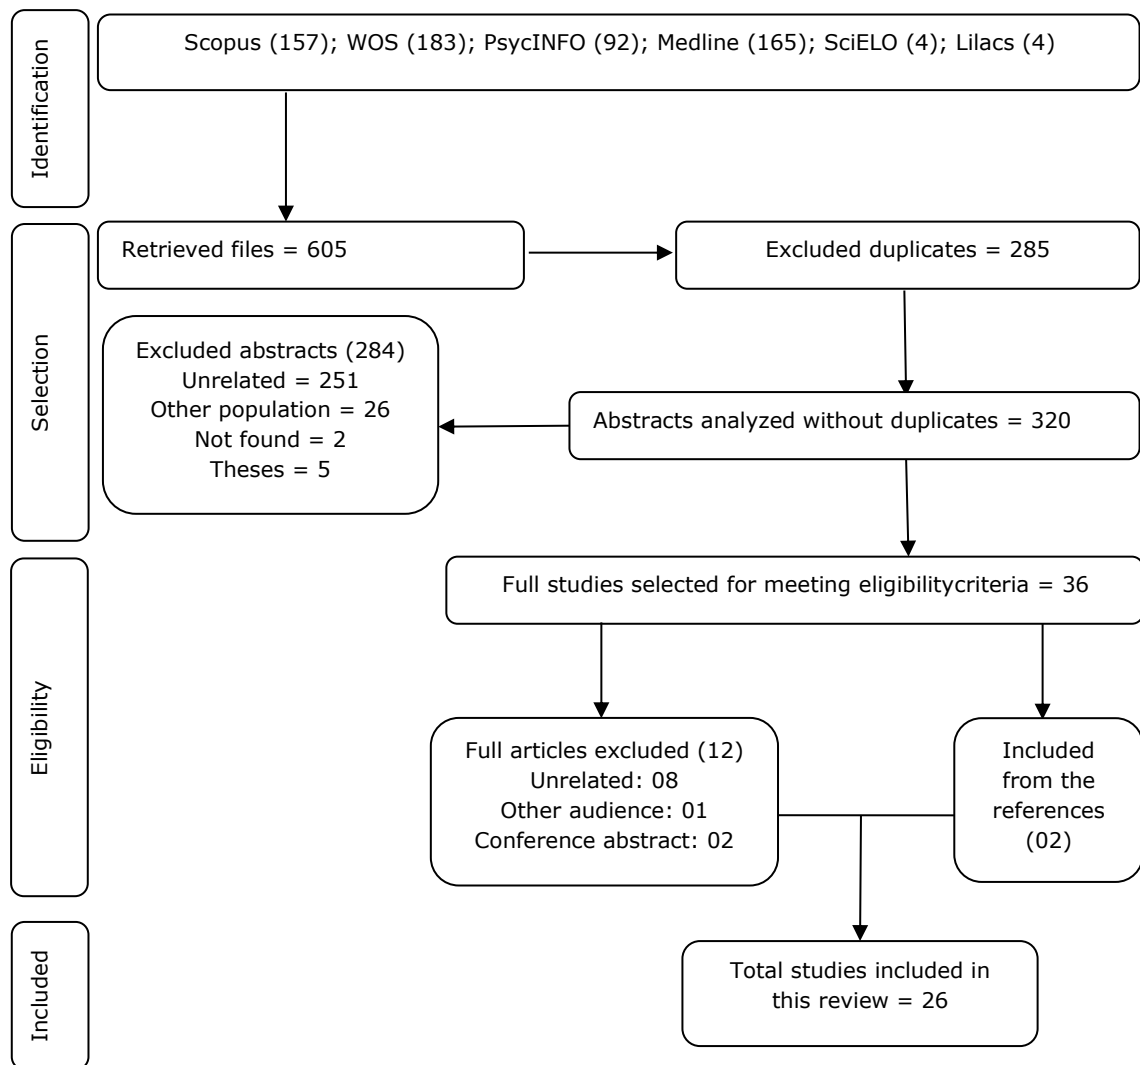 Identification
Scopus (157); WOS (183); PsycINFO (92); Medline (165); SciELO (4); Lilacs (4)
Selection
Retrieved files = 605
Excluded duplicates = 285
Excluded abstracts (284)
Unrelated = 251
Other population = 26
Not found = 2
Theses = 5
Abstracts analyzed without duplicates = 320
Eligibility
Full studies selected for meeting eligibilitycriteria = 36
Full articles excluded (12)
Unrelated: 08
Other audience: 01
Conference abstract: 02
Included
from the
references
(02)
Included
Total studies included in
this review = 26